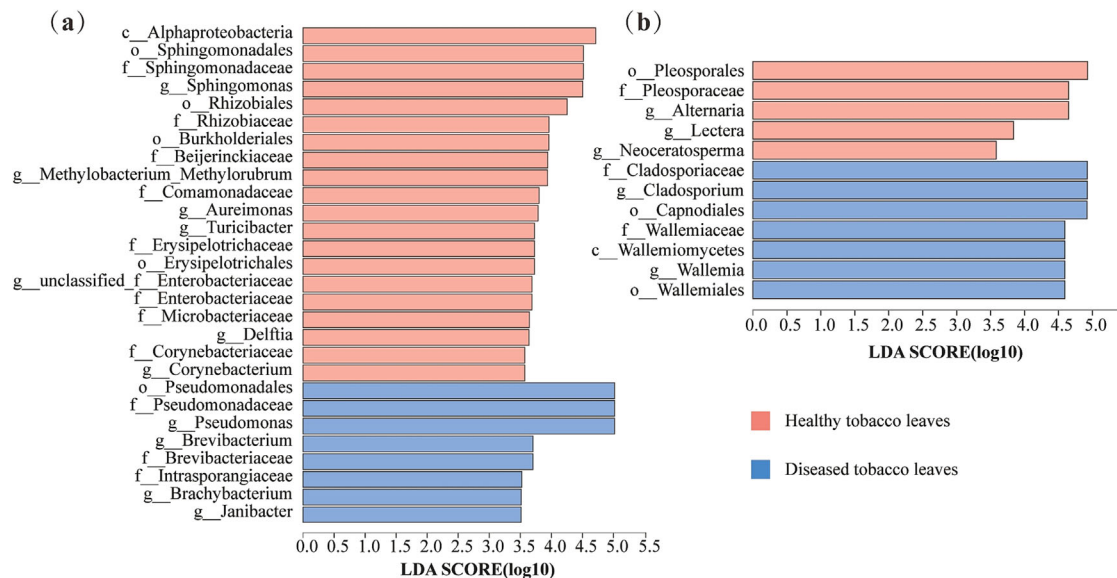 (a)
c__Alphaproteobacteria
o__Sphingomonadales
f__Sphingomonadaceae
g__Sphingomonas
o__Rhizobiales
f__Rhizobiaceae
o__Burkholderiales
f__Beijerinckiaceae
g__Methylobacterium_Methylorubrum
f__Comamonadaceae
g__Aureimonas
g__Turicibacter
f__Erysipelotrichaceae
o__Erysipelotrichales
g__unclassified_f__Enterobacteriaceae
f__Enterobacteriaceae
f__Microbacteriaceae
g__Delftia
f__Corynebacteriaceae
g__Corynebacterium
o__Pseudomonadales
f__Pseudomonadaceae
g__Pseudomonas
g__Brevibacterium
f__Brevibacteriaceae
f__Intrasporangiaceae
g__Brachybacterium
g__Janibacter
0.0 0.5 1.0 1.5 2.0 2.5 3.0 3.5 4.0 4.5 5.0 5.5
LDA SCORE(log10)
(b)
o__Pleosporales
f__Pleosporaceae
g__Alternaria
g__Lectera
g__Neoceratosperma
f__Cladosporiaceae
g__Cladosporium
o__Capnodiales
f__Wallemiaceae
c__Wallemiomycetes
g__Wallemia
o__Wallemiales
0.0 0.5 1.0 1.5 2.0 2.5 3.0 3.5 4.0 4.5 5.0
LDA SCORE(log10)
Healthy tobacco leaves
Diseased tobacco leaves